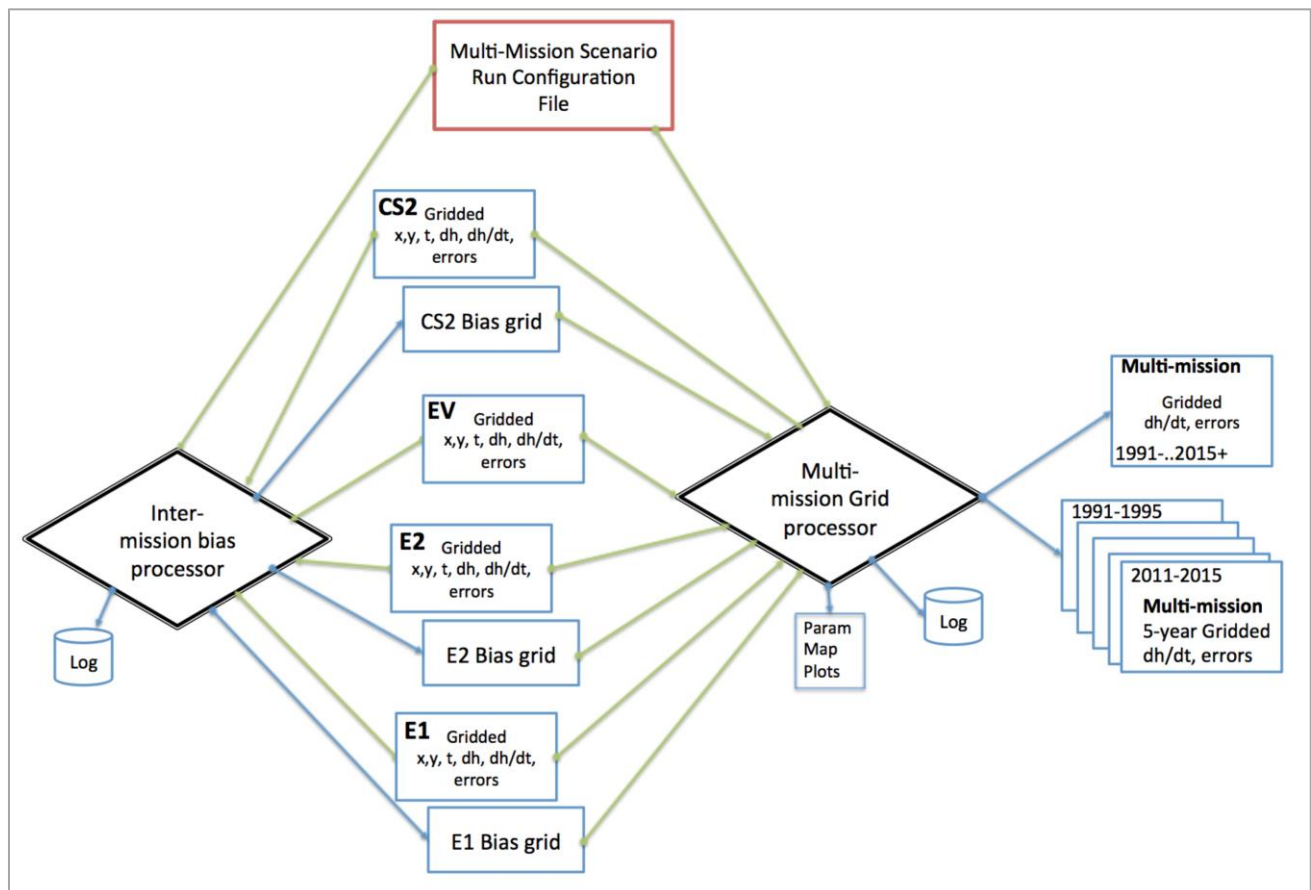 Multi-Mission Scenario
Run Configuration
File
CS2 Gridded
x,y, t, dh, dh/dt,
errors
CS2 Bias grid
EV Gridded
x,y, t, dh, dh/dt,
errors
E2 Gridded
x,y, t, dh, dh/dt,
errors
E2 Bias grid
E1 Gridded
x,y, t, dh, dh/dt,
errors
E1 Bias grid
Inter-
mission bias
processor
Log
Multi-
mission Grid
processor
Param
Map
Plots
Log
Multi-mission
Gridded
dh/dt, errors
1991-..2015+
1991-1995
2011-2015
Multi-mission
5-year Gridded
dh/dt, errors